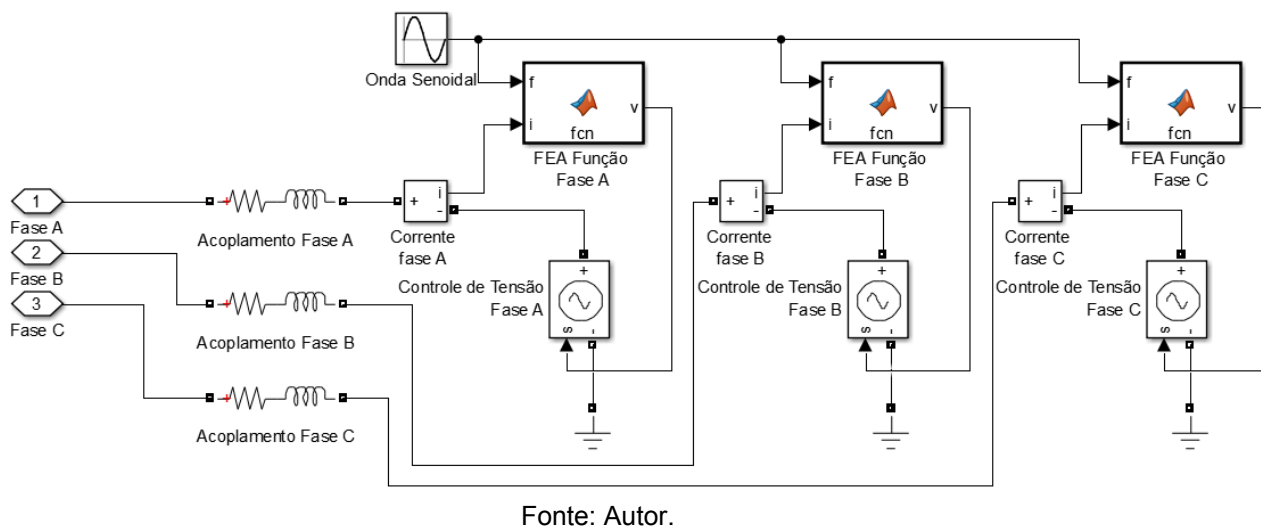 Onda Senoidal
f
i
v
fcn
FEA Função
Fase A
f
i
v
fcn
FEA Função
Fase B
f
i
v
fcn
FEA Função
Fase C
1
Fase A
+
Acoplamento Fase A
+
i
-
Corrente
fase A
+
i
-
Corrente
fase B
+
i
-
Corrente
fase C
2
Fase B
+
Acoplamento Fase B
3
Fase C
+
Acoplamento Fase C
Controle de Tensão
Fase A
+
s
-
Controle de Tensão
Fase B
+
s
-
Controle de Tensão
Fase C
+
s
-
Fonte: Autor.